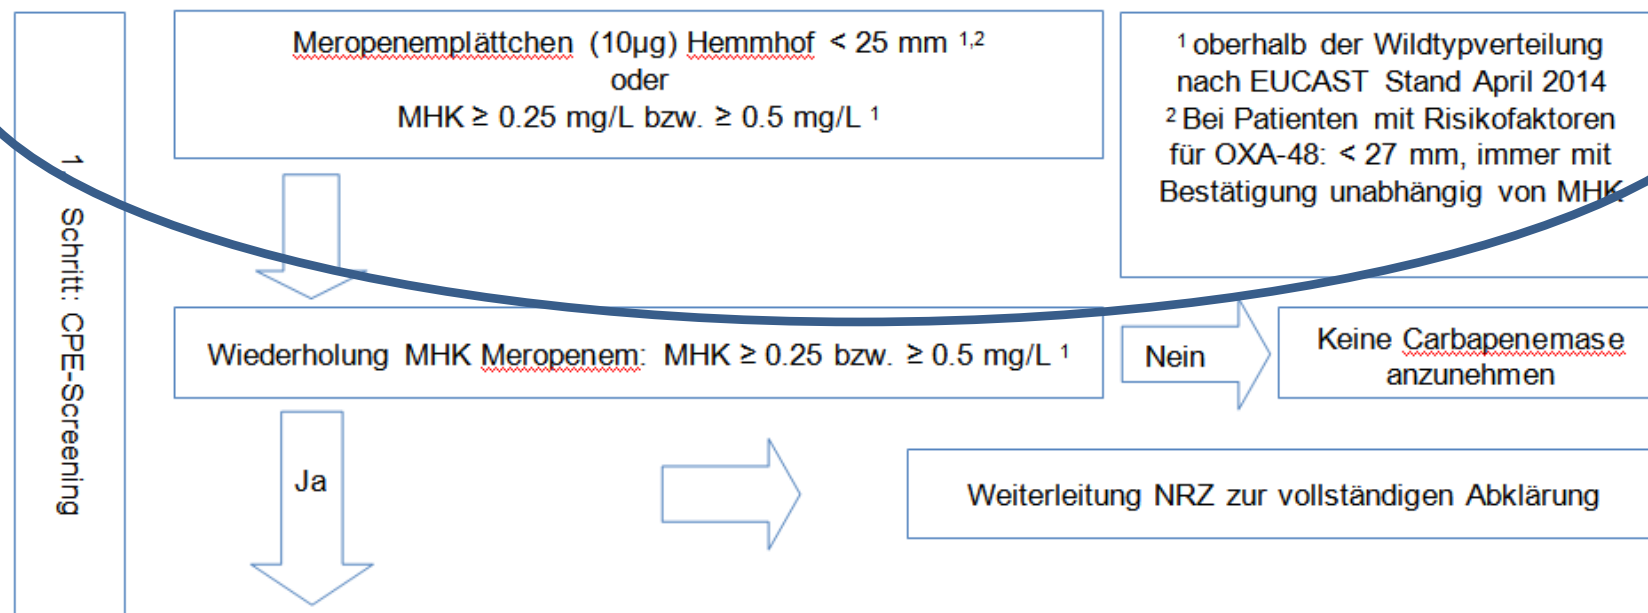 1. Schritt: CPE-Screening
Meropenemplättchen (10µg) Hemmhof < 25 mm ¹,²
oder
MHK ≥ 0.25 mg/L bzw. ≥ 0.5 mg/L ¹
¹ oberhalb der Wildtypverteilung
nach EUCAST Stand April 2014
² Bei Patienten mit Risikofaktoren
für OXA-48: < 27 mm, immer mit
Bestätigung unabhängig von MHK
Wiederholung MHK Meropenem: MHK ≥ 0.25 bzw. ≥ 0.5 mg/L ¹
Nein
Keine Carbapenemase
anzunehmen
Ja
Weiterleitung NRZ zur vollständigen Abklärung